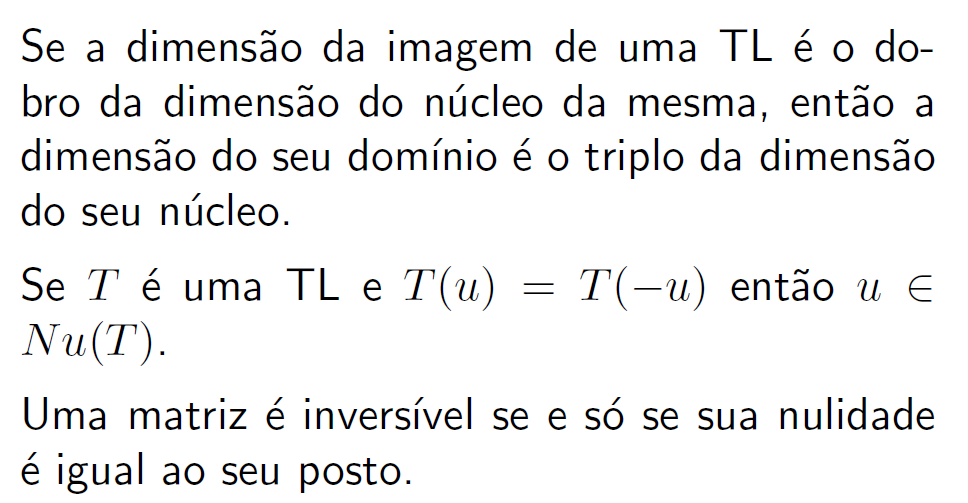 Se a dimensão da imagem de uma TL é o do-
bro da dimensão do núcleo da mesma, então a
dimensão do seu domínio é o triplo da dimensão
do seu núcleo.
Se T é uma TL e T(u) = T(−u) então u ∈
Nu(T).
Uma matriz é inversível se e só se sua nulidade
é igual ao seu posto.